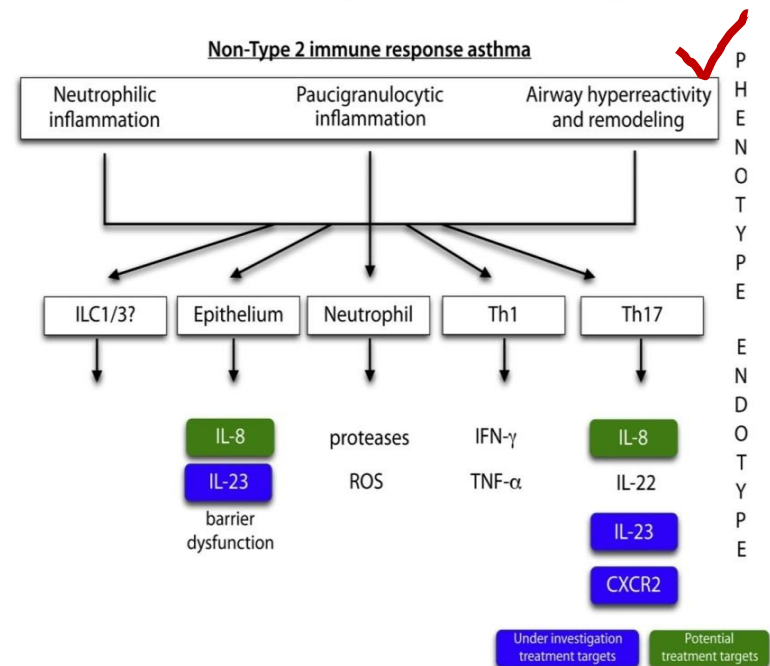 Non-Type 2 immune response asthma
Neutrophilic
inflammation
Paucigranulocytic
inflammation
Airway hyperreactivity
and remodeling
PHENOTYPE
ILC1/3?
Epithelium
Neutrophil
Th1
Th17
ENDOTYPE
IL-8
IL-23
barrier
dysfunction
proteases
ROS
IFN-γ
TNF-α
IL-8
IL-22
IL-23
CXCR2
Under investigation
treatment targets
Potential
treatment targets